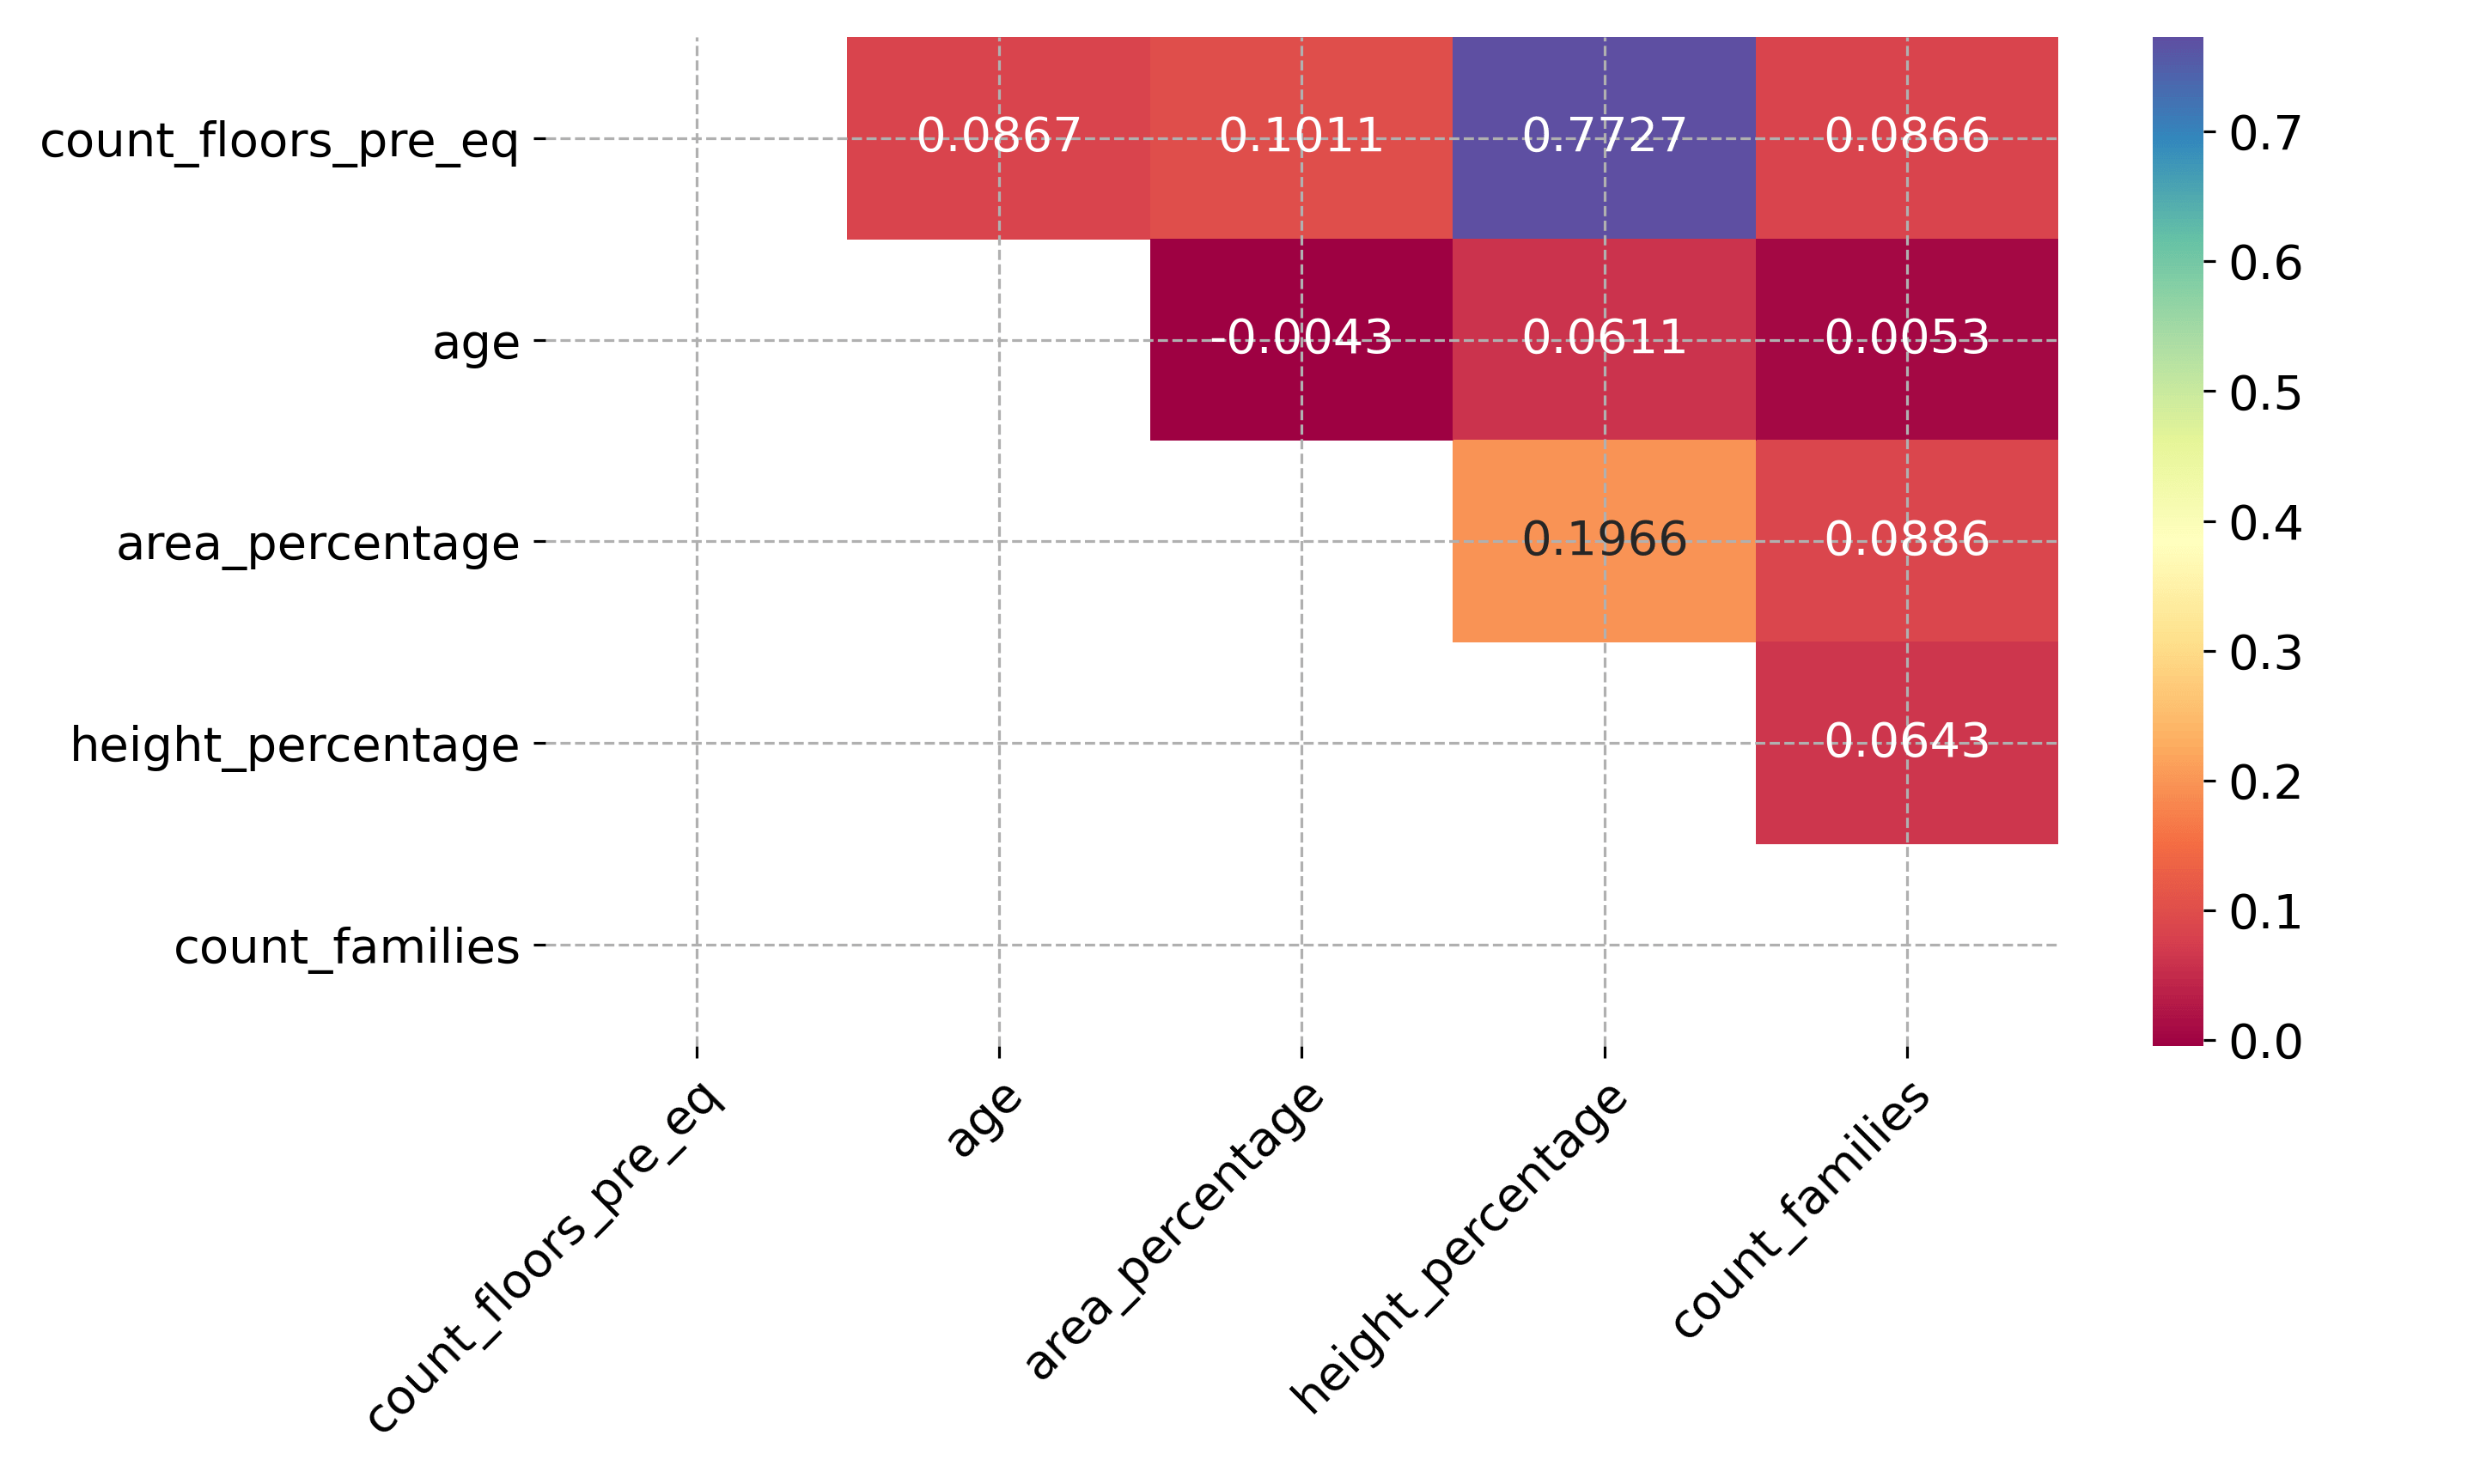 count_floors_pre_eq 0.0867 0.1011 0.7727 0.0866
age -0.0043 0.0611 0.0053
area_percentage 0.1966 0.0886
height_percentage 0.0643
count_families
count_floors_pre_eq age area_percentage height_percentage count_families
0.7
0.6
0.5
0.4
0.3
0.2
0.1
0.0